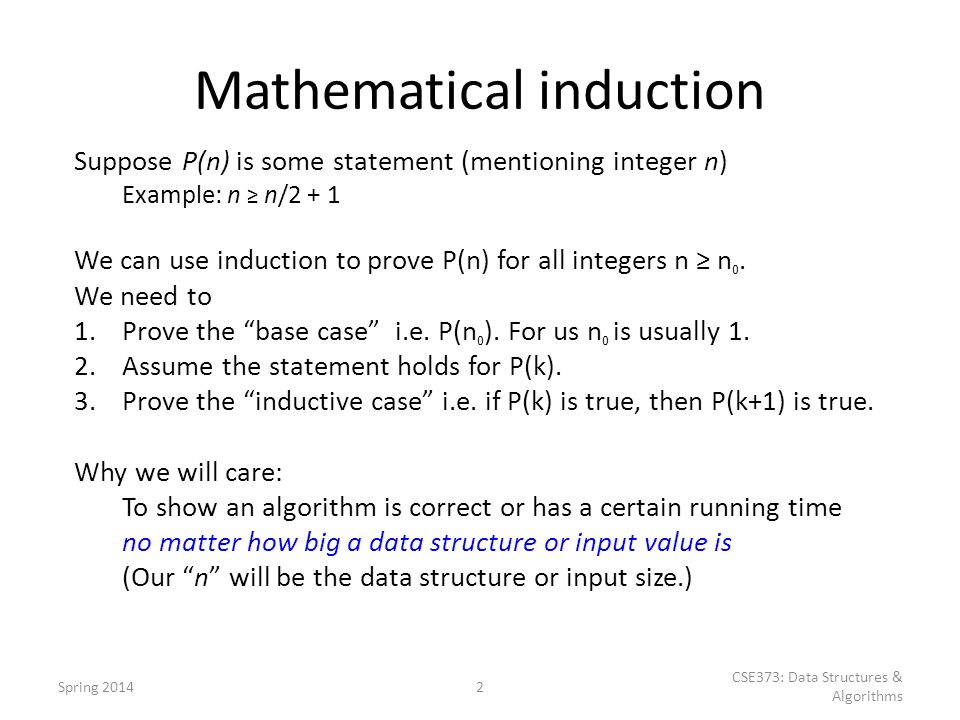 Mathematical induction
Suppose P(n) is some statement (mentioning integer n)
Example: n ≥ n/2 + 1
We can use induction to prove P(n) for all integers n ≥ n₀.
We need to
1. Prove the “base case” i.e. P(n₀). For us n₀ is usually 1.
2. Assume the statement holds for P(k).
3. Prove the “inductive case” i.e. if P(k) is true, then P(k+1) is true.
Why we will care:
To show an algorithm is correct or has a certain running time
no matter how big a data structure or input value is
(Our “n” will be the data structure or input size.)
Spring 2014
2
CSE373: Data Structures &
Algorithms